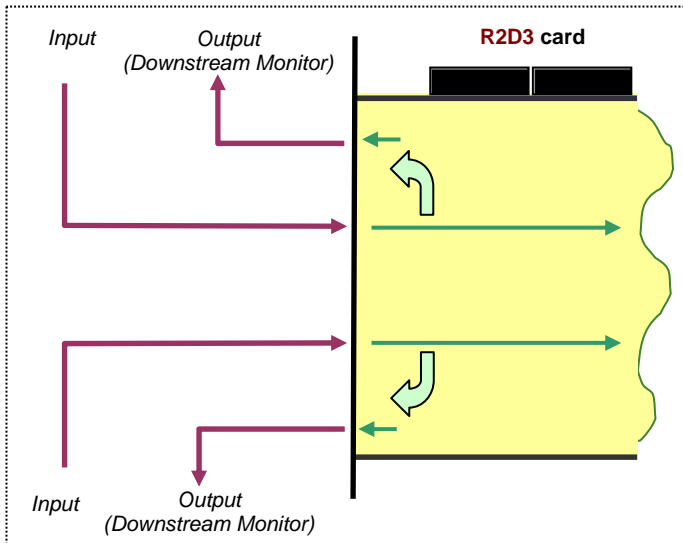 Input
Output
(Downstream Monitor)
R2D3 card
Input
Output
(Downstream Monitor)